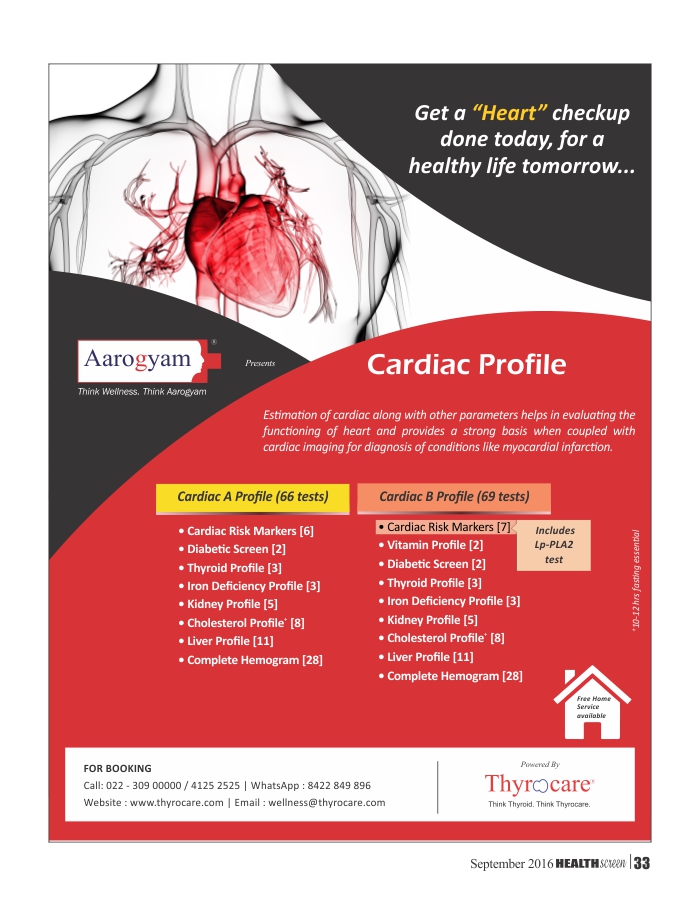 Get a “Heart” checkup
done today, for a
healthy life tomorrow...
Aarogyam®
Think Wellness. Think Aarogyam
Presents
Cardiac Profile
Estimation of cardiac along with other parameters helps in evaluating the
functioning of heart and provides a strong basis when coupled with
cardiac imaging for diagnosis of conditions like myocardial infarction.
Cardiac A Profile (66 tests)
• Cardiac Risk Markers [6]
• Diabetic Screen [2]
• Thyroid Profile [3]
• Iron Deficiency Profile [3]
• Kidney Profile [5]
• Cholesterol Profile* [8]
• Liver Profile [11]
• Complete Hemogram [28]
Cardiac B Profile (69 tests)
• Cardiac Risk Markers [7]
• Vitamin Profile [2]
• Diabetic Screen [2]
• Thyroid Profile [3]
• Iron Deficiency Profile [3]
• Kidney Profile [5]
• Cholesterol Profile* [8]
• Liver Profile [11]
• Complete Hemogram [28]
Includes
Lp-PLA2
test
*10-12 hrs fasting essential
Free Home
Service
available
FOR BOOKING
Call: 022 - 309 00000 / 4125 2525 | WhatsApp : 8422 849 896
Website : www.thyrocare.com | Email : wellness@thyrocare.com
Powered By
Thyrocare®
Think Thyroid. Think Thyrocare.
September 2016 HEALTHscreen | 33